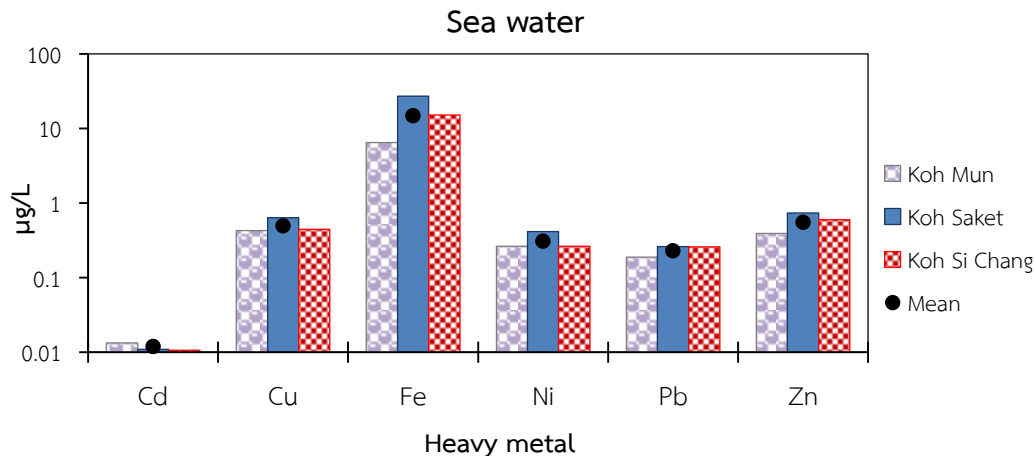 Sea water
100
10
1
0.1
0.01
µg/L
Cd Cu Fe Ni Pb Zn
Heavy metal
Koh Mun
Koh Saket
Koh Si Chang
Mean